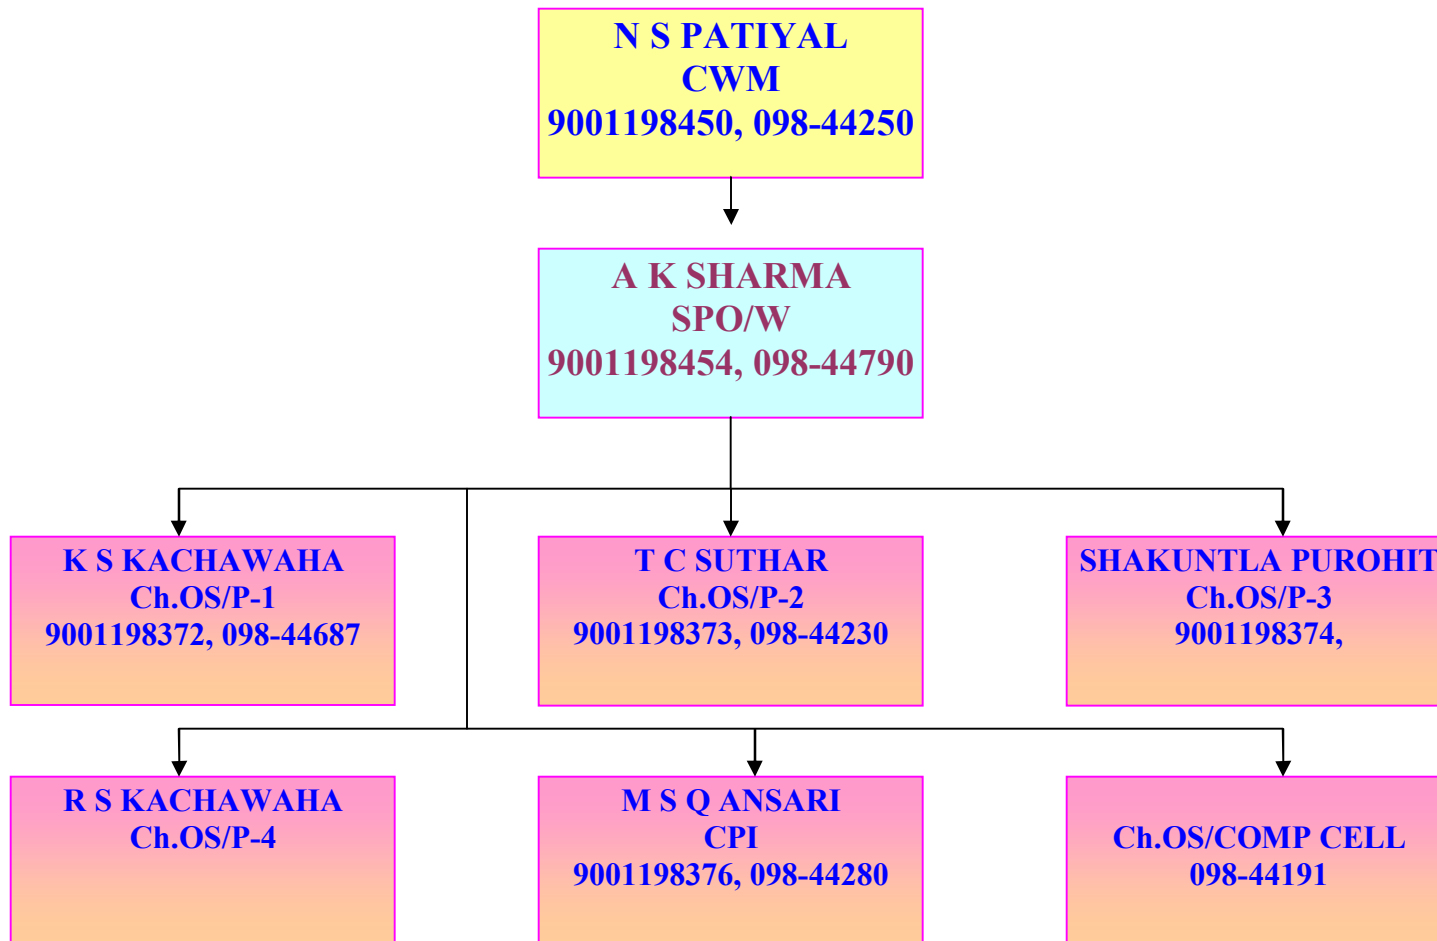 N S PATIYAL
CWM
9001198450, 098-44250
A K SHARMA
SPO/W
9001198454, 098-44790
K S KACHAWAHA
Ch.OS/P-1
9001198372, 098-44687
T C SUTHAR
Ch.OS/P-2
9001198373, 098-44230
SHAKUNTLA PUROHIT
Ch.OS/P-3
9001198374,
R S KACHAWAHA
Ch.OS/P-4
M S Q ANSARI
CPI
9001198376, 098-44280
Ch.OS/COMP CELL
098-44191